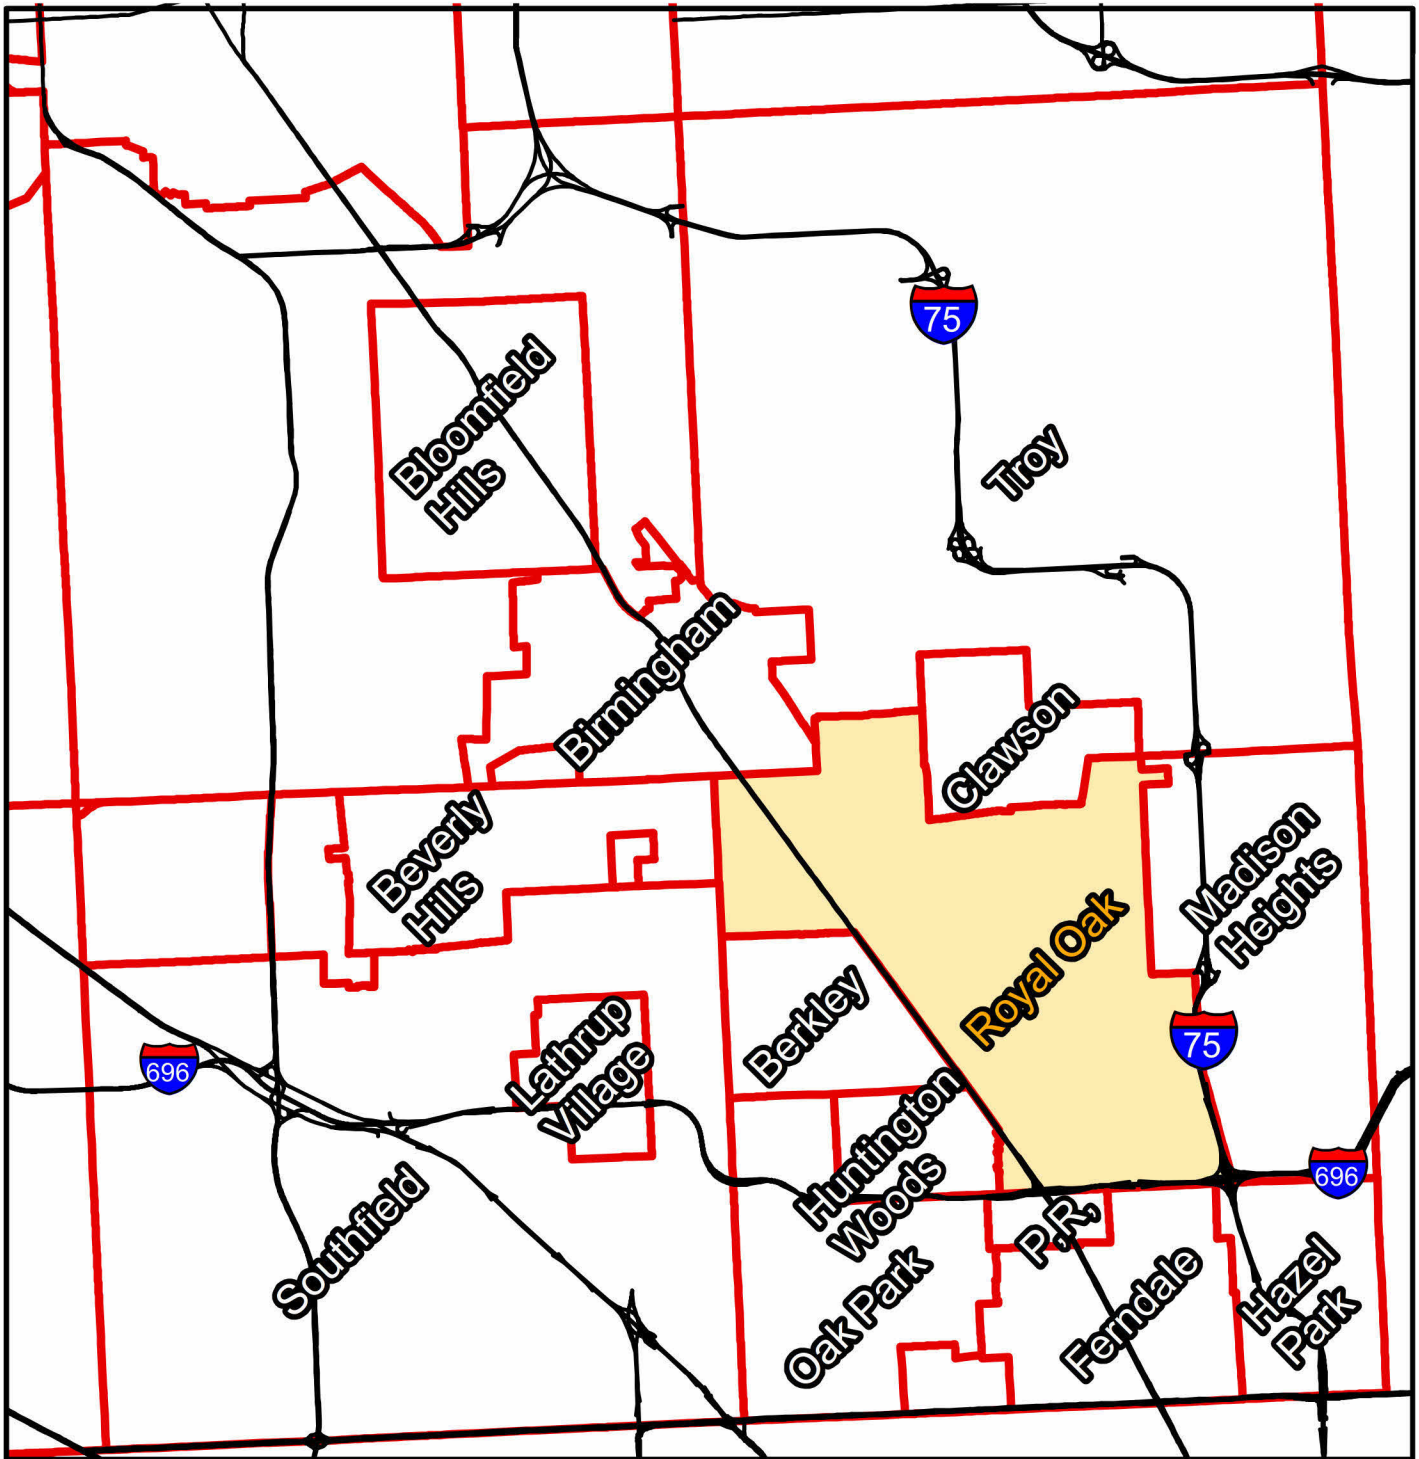 75
Bloomfield
Hills
Troy
Birmingham
Clawson
Beverly
Hills
Madison
Heights
Royal Oak
Berkley
Lathrup
Village
75
696
Huntington
Woods
696
Southfield
P,R,
Oak Park
Ferndale
Hazel
Park